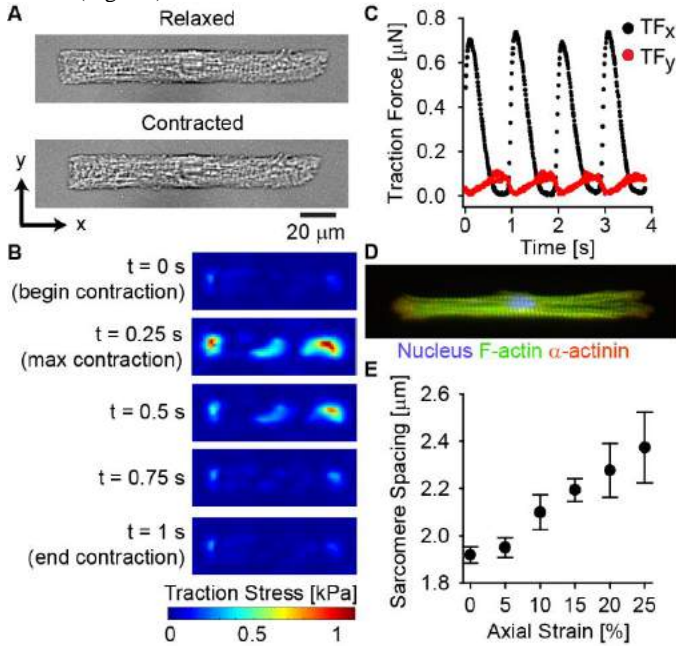 A
Relaxed
Contracted
y
x
20 μm
B
t = 0 s
(begin contraction)
t = 0.25 s
(max contraction)
t = 0.5 s
t = 0.75 s
t = 1 s
(end contraction)
Traction Stress [kPa]
0 0.5 1
C
Traction Force [μN]
0.8
0.6
0.4
0.2
0.0
TFx
TFy
0 1 2 3 4
Time [s]
D
Nucleus F-actin α-actinin
E
Sarcomere Spacing [μm]
2.6
2.4
2.2
2.0
1.8
0 5 10 15 20 25
Axial Strain [%]